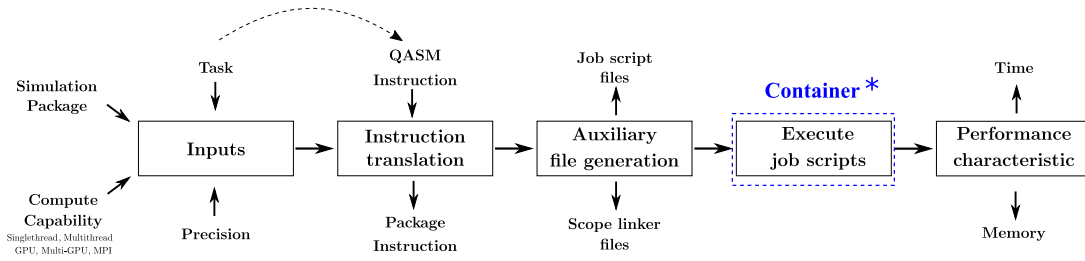 QASM
Instruction
Task
Simulation
Package
Job script
files
Container *
Time
Inputs
Instruction
translation
Auxiliary
file generation
Execute
job scripts
Performance
characteristic
Compute
Capability
Singlethread, Multithread
GPU, Multi-GPU, MPI
Precision
Package
Instruction
Scope linker
files
Memory